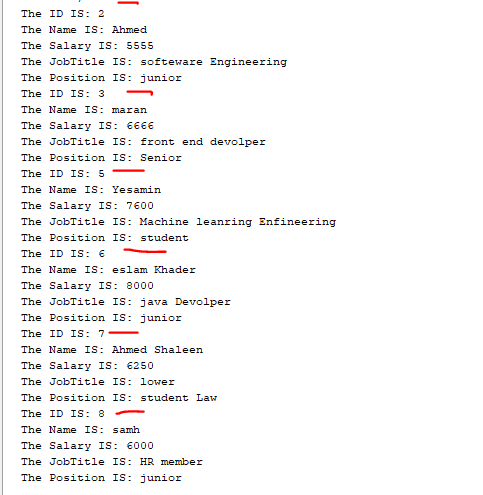 The ID IS: 2
The Name IS: Ahmed
The Salary IS: 5555
The JobTitle IS: softeware Engineering
The Position IS: junior
The ID IS: 3
The Name IS: maran
The Salary IS: 6666
The JobTitle IS: front end devolper
The Position IS: Senior
The ID IS: 5
The Name IS: Yesamin
The Salary IS: 7600
The JobTitle IS: Machine leanring Enfineering
The Position IS: student
The ID IS: 6
The Name IS: eslam Khader
The Salary IS: 8000
The JobTitle IS: java Devolper
The Position IS: junior
The ID IS: 7
The Name IS: Ahmed Shaleen
The Salary IS: 6250
The JobTitle IS: lower
The Position IS: student Law
The ID IS: 8
The Name IS: samh
The Salary IS: 6000
The JobTitle IS: HR member
The Position IS: junior